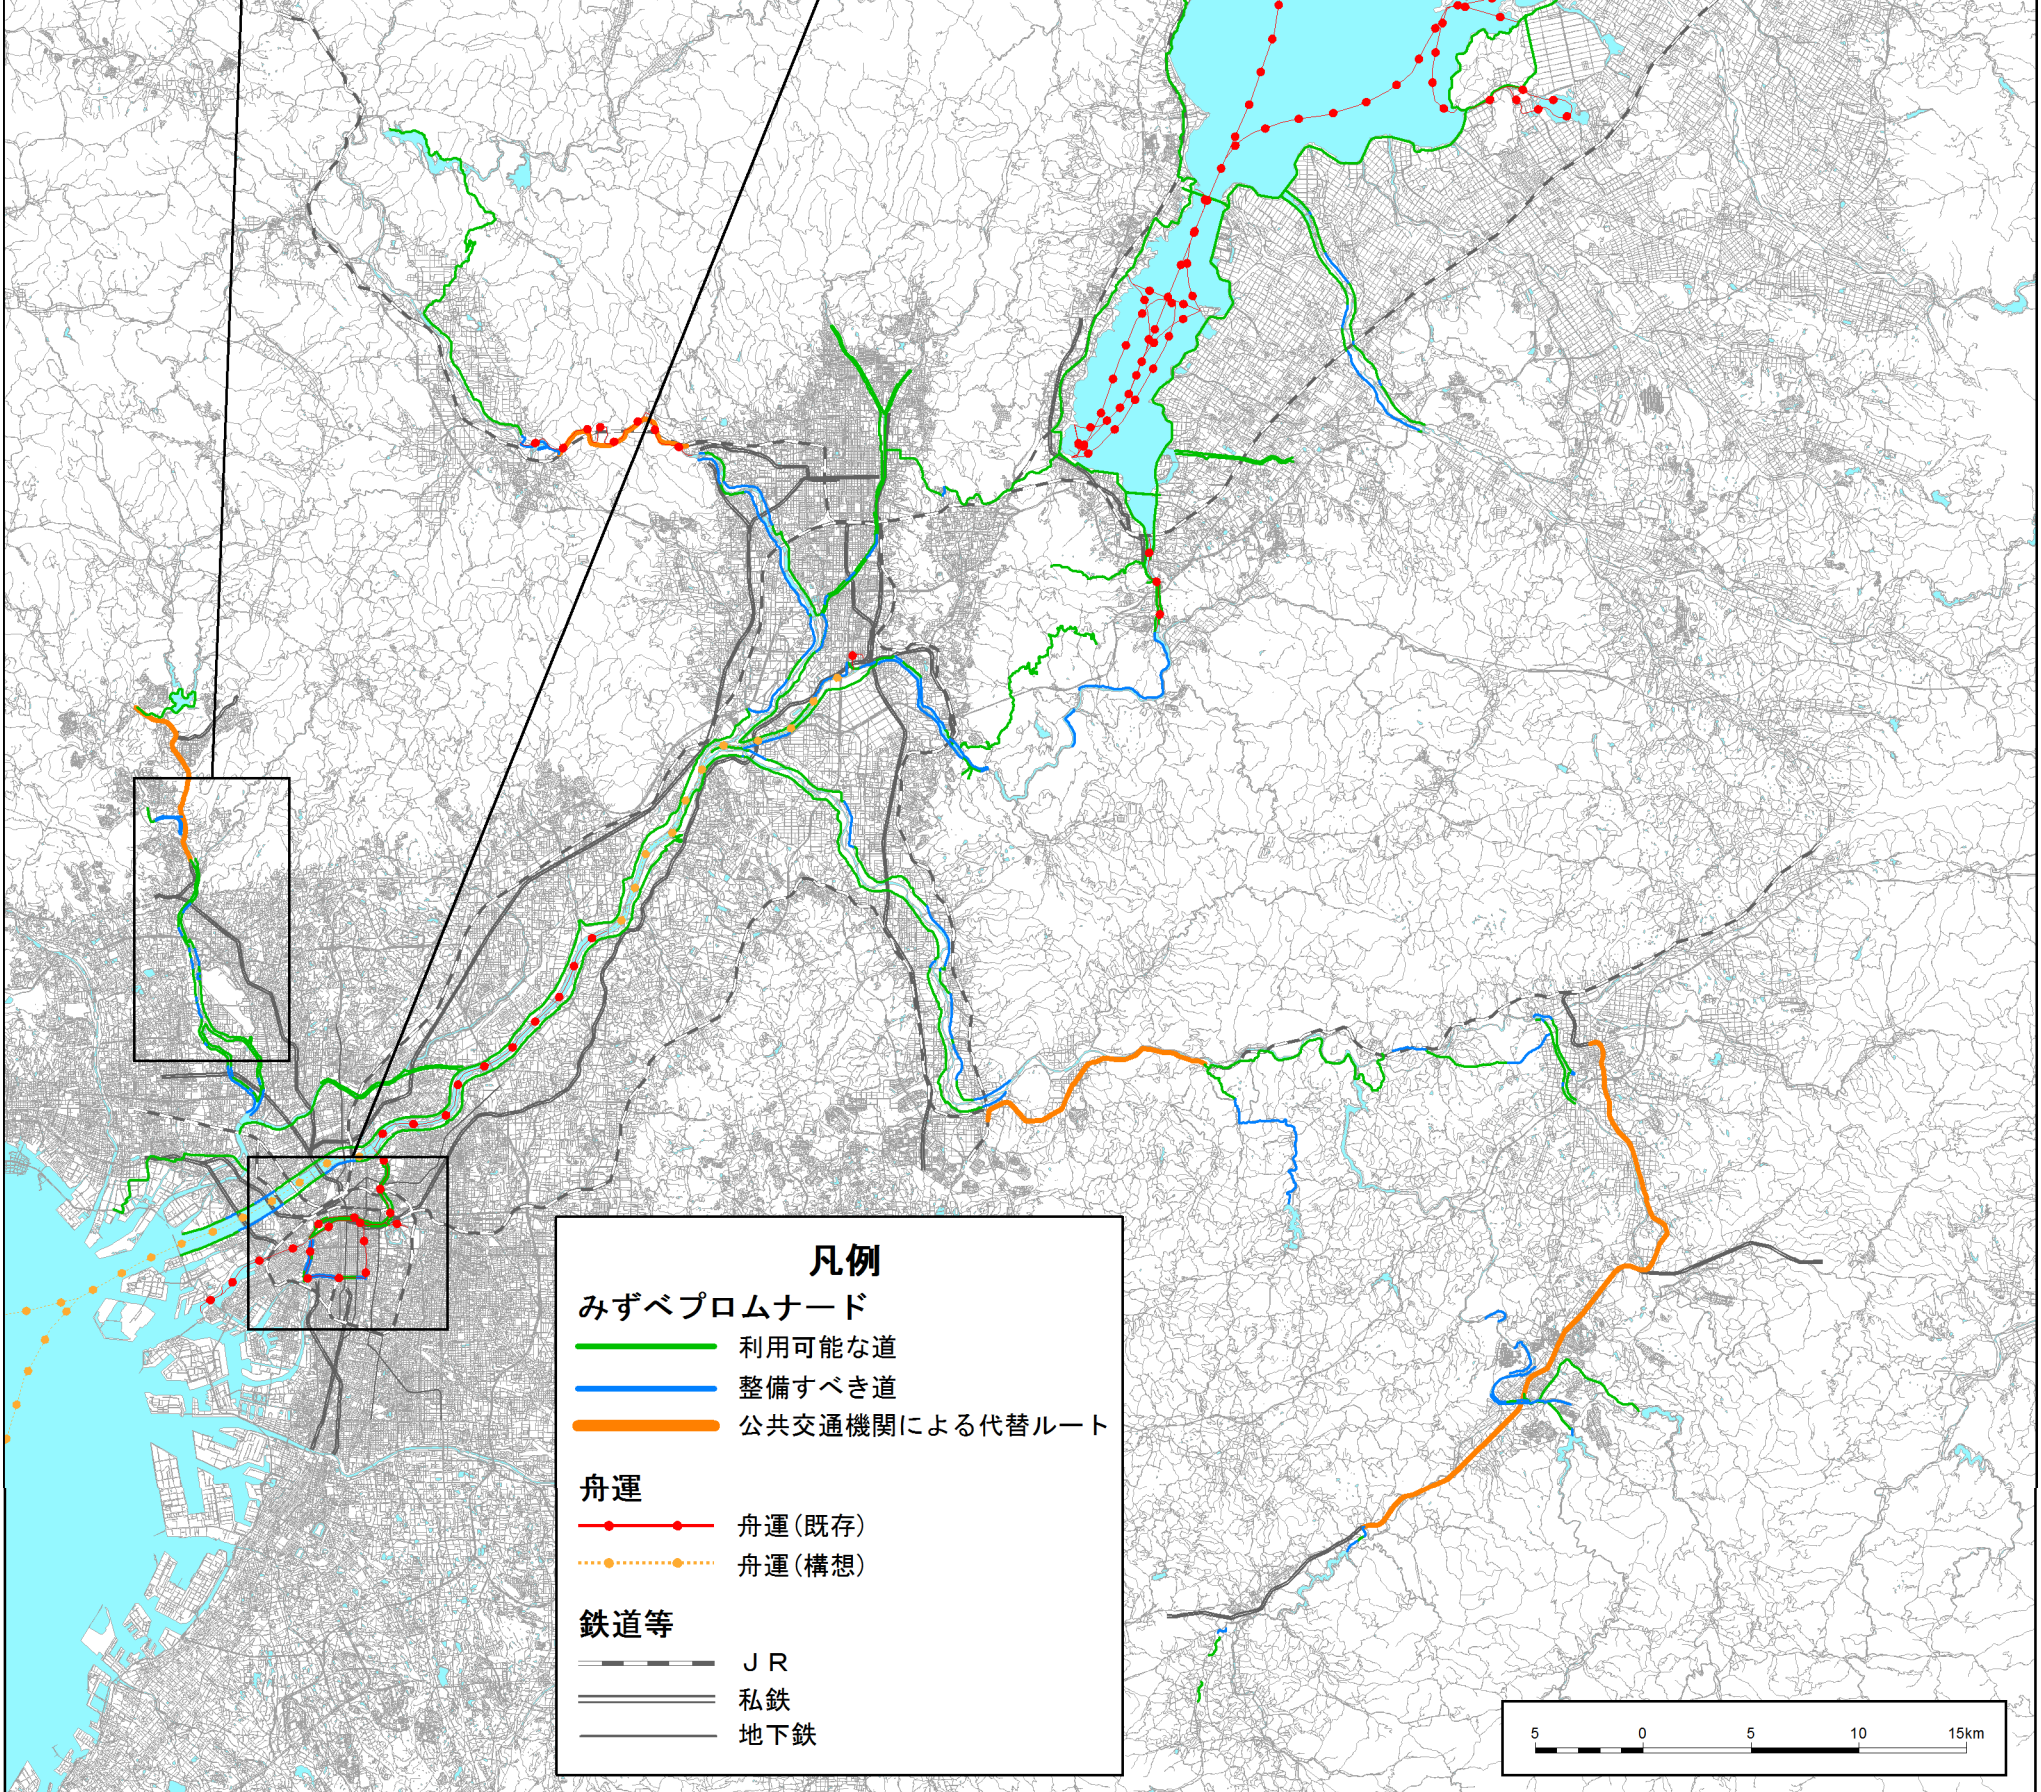 凡例
みずべプロムナード
利用可能な道
整備すべき道
公共交通機関による代替ルート
舟運
舟運(既存)
舟運(構想)
鉄道等
ＪＲ
私鉄
地下鉄
5 0 5 10 15km